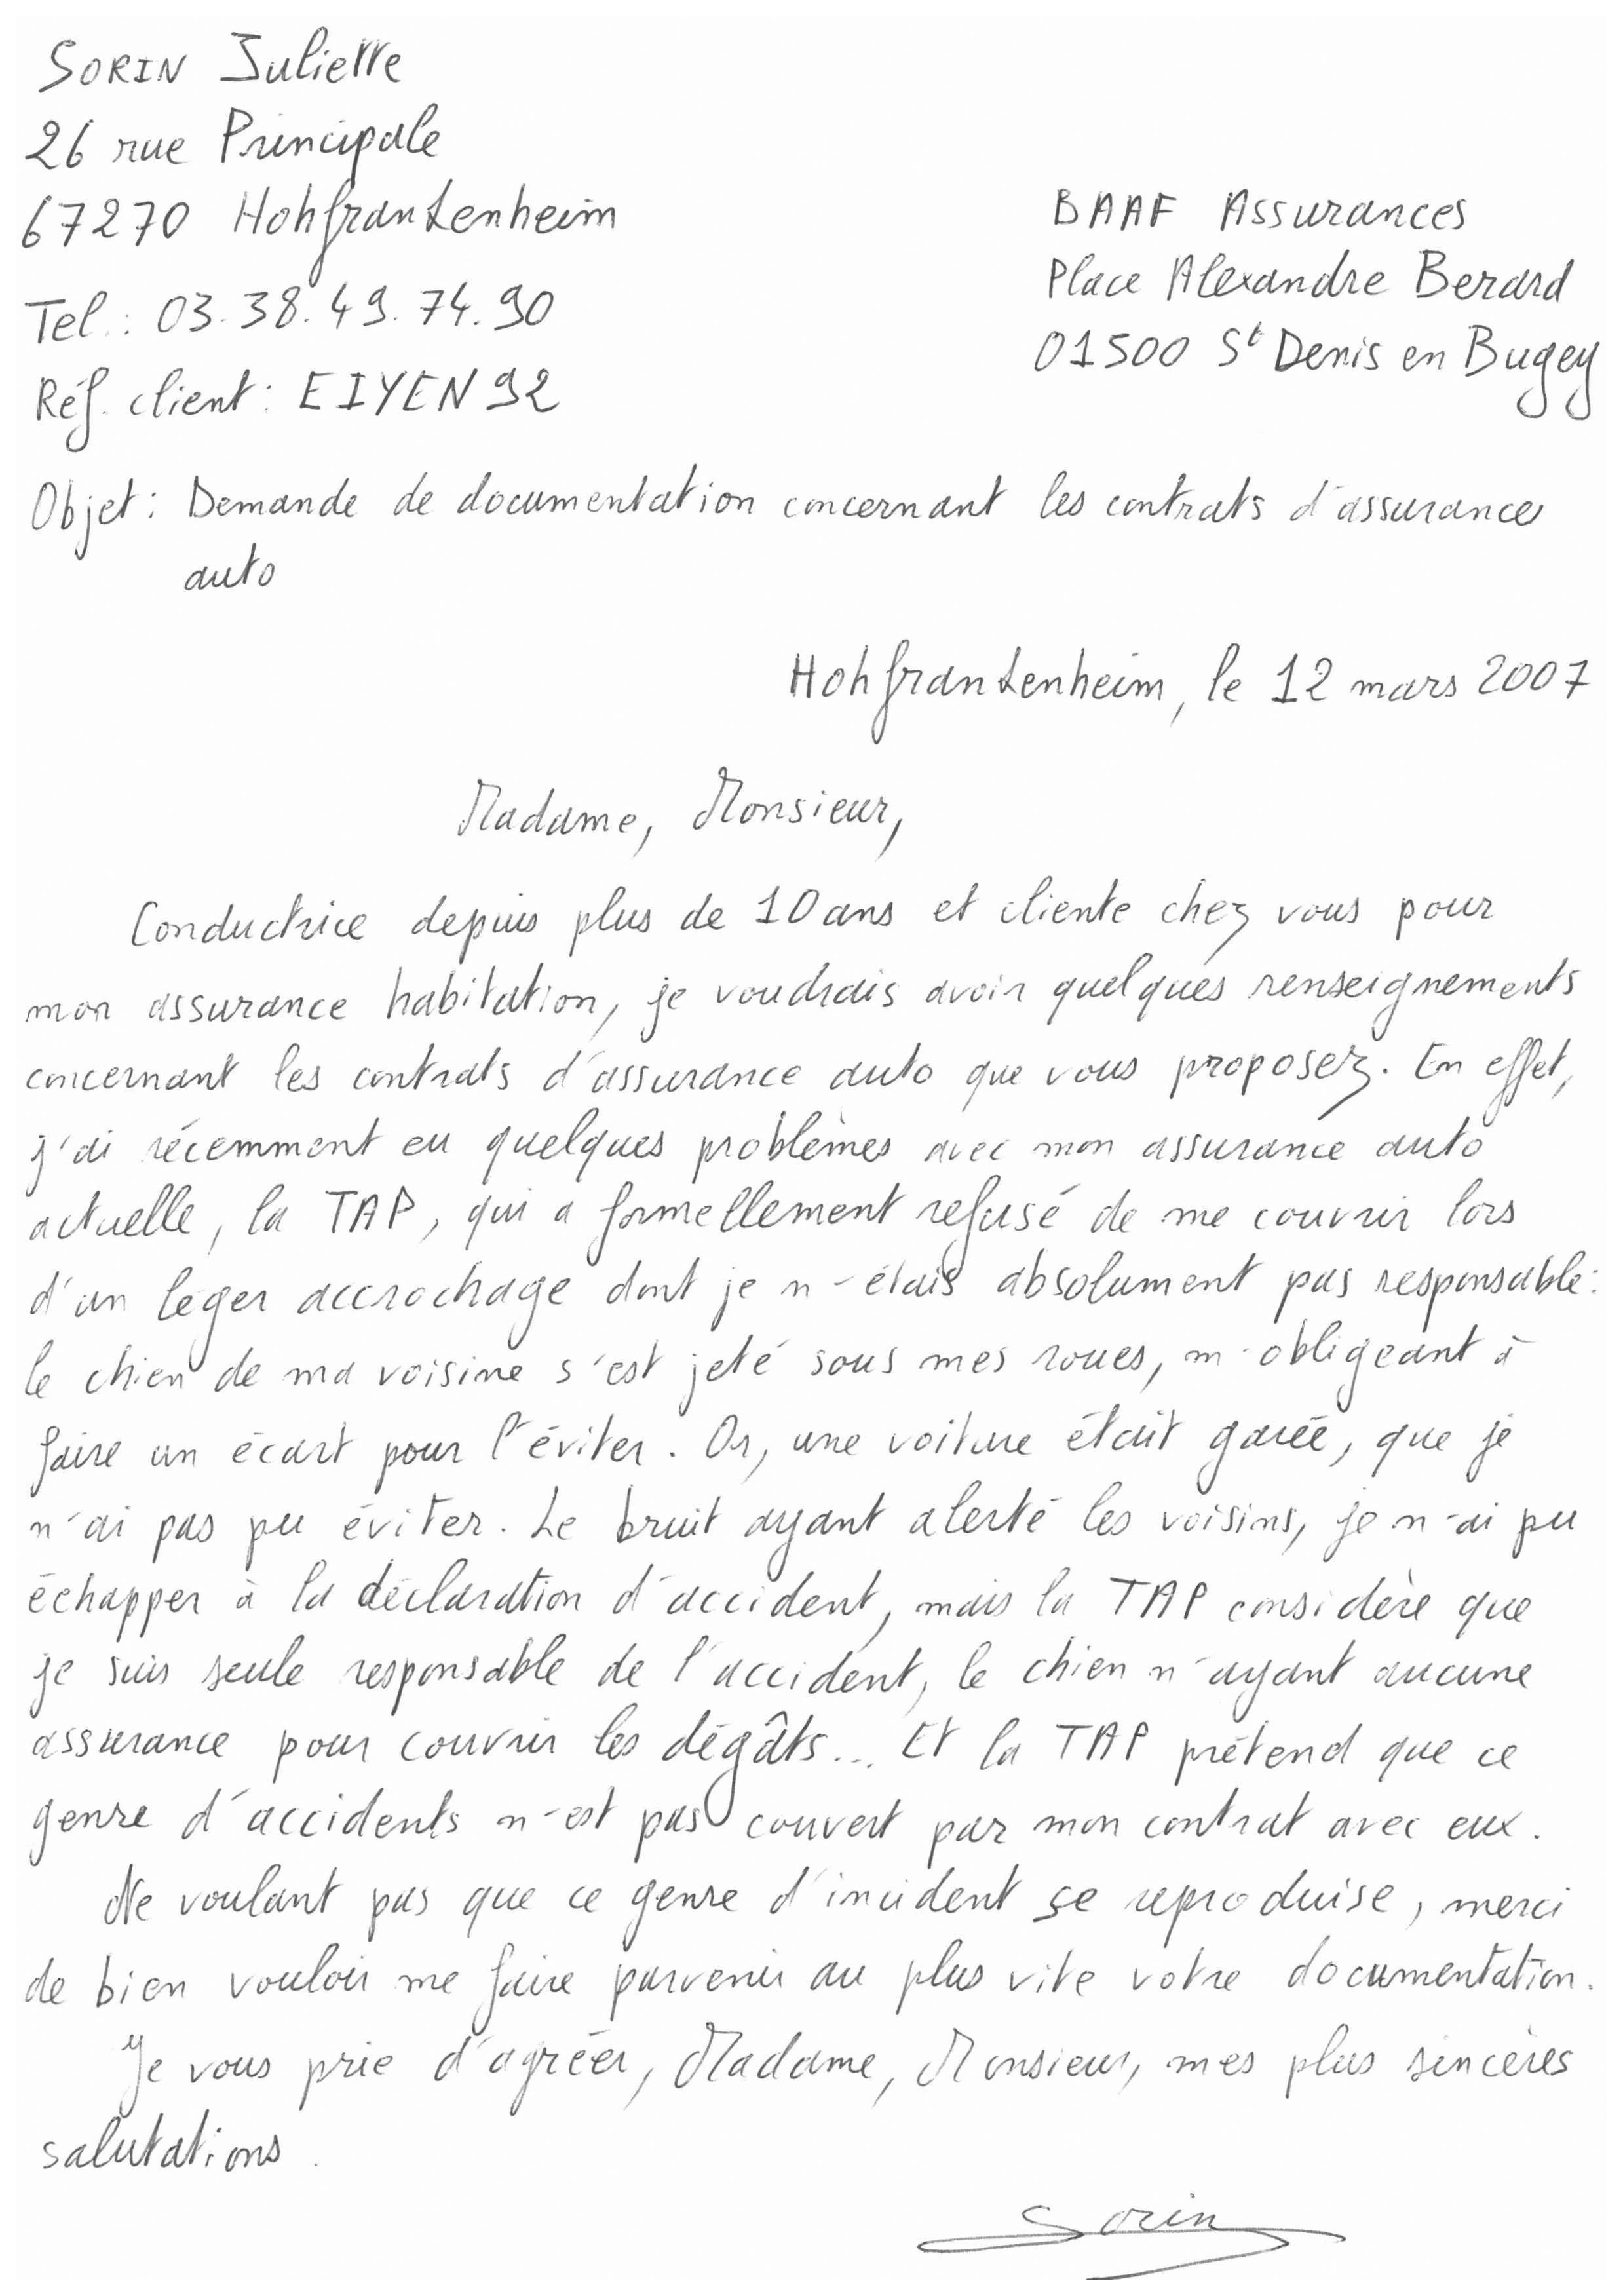 SORIN Juliette
26 rue Principale
67270 Hohfrankenheim
Tel.: 03.38.49.74.90
Réf. client: EIYEN92
BAAF Assurances
Place Alexandre Berard
01500 St Denis en Bugey
Objet: Demande de documentation concernant les contrats d'assurance
auto
Hohfrankenheim, le 12 mars 2007
Madame, Monsieur,
Conductrice depuis plus de 10 ans et cliente chez vous pour
mon assurance habitation, je voudrais avoir quelques renseignements
concernant les contrats d'assurance auto que vous proposez. En effet,
j'ai récemment eu quelques problèmes avec mon assurance auto
actuelle, la TAP, qui a formellement refusé de me couvrir lors
d'un léger accrochage dont je n'étais absolument pas responsable:
le chien de ma voisine s'est jeté sous mes roues, m'obligeant à
faire un écart pour l'éviter. Or, une voiture était garée, que je
n'ai pas pu éviter. Le bruit ayant alerté les voisins, je n'ai pu
échapper à la déclaration d'accident, mais la TAP considère que
je suis seule responsable de l'accident, le chien n'ayant aucune
assurance pour couvrir les dégâts... Et la TAP prétend que ce
genre d'accidents n'est pas couvert par mon contrat avec eux.
Ne voulant pas que ce genre d'incident se reproduise, merci
de bien vouloir me faire parvenir au plus vite votre documentation.
Je vous prie d'agréer, Madame, Monsieur, mes plus sincères
salutations.
Sorin